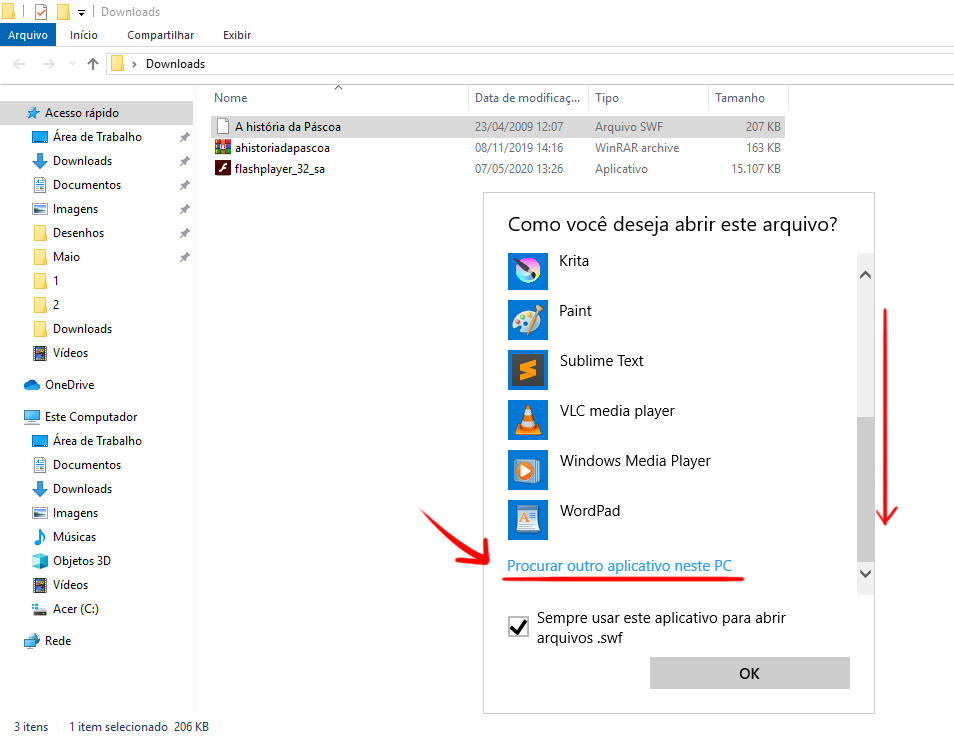 Downloads
Arquivo Início Compartilhar Exibir
Downloads
Nome Data de modificaç... Tipo Tamanho
Acesso rápido
Área de Trabalho
Downloads
Documentos
Imagens
Desenhos
Maio
1
2
Downloads
Vídeos
OneDrive
Este Computador
Área de Trabalho
Documentos
Downloads
Imagens
Músicas
Objetos 3D
Vídeos
Acer (C:)
Rede
A história da Páscoa 23/04/2009 12:07 Arquivo SWF 207 KB
ahistoriadapascoa 08/11/2019 14:16 WinRAR archive 163 KB
flashplayer_32_sa 07/05/2020 13:26 Aplicativo 15.107 KB
Como você deseja abrir este arquivo?
Krita
Paint
Sublime Text
VLC media player
Windows Media Player
WordPad
Procurar outro aplicativo neste PC
Sempre usar este aplicativo para abrir
arquivos .swf
OK
3 itens 1 item selecionado 206 KB